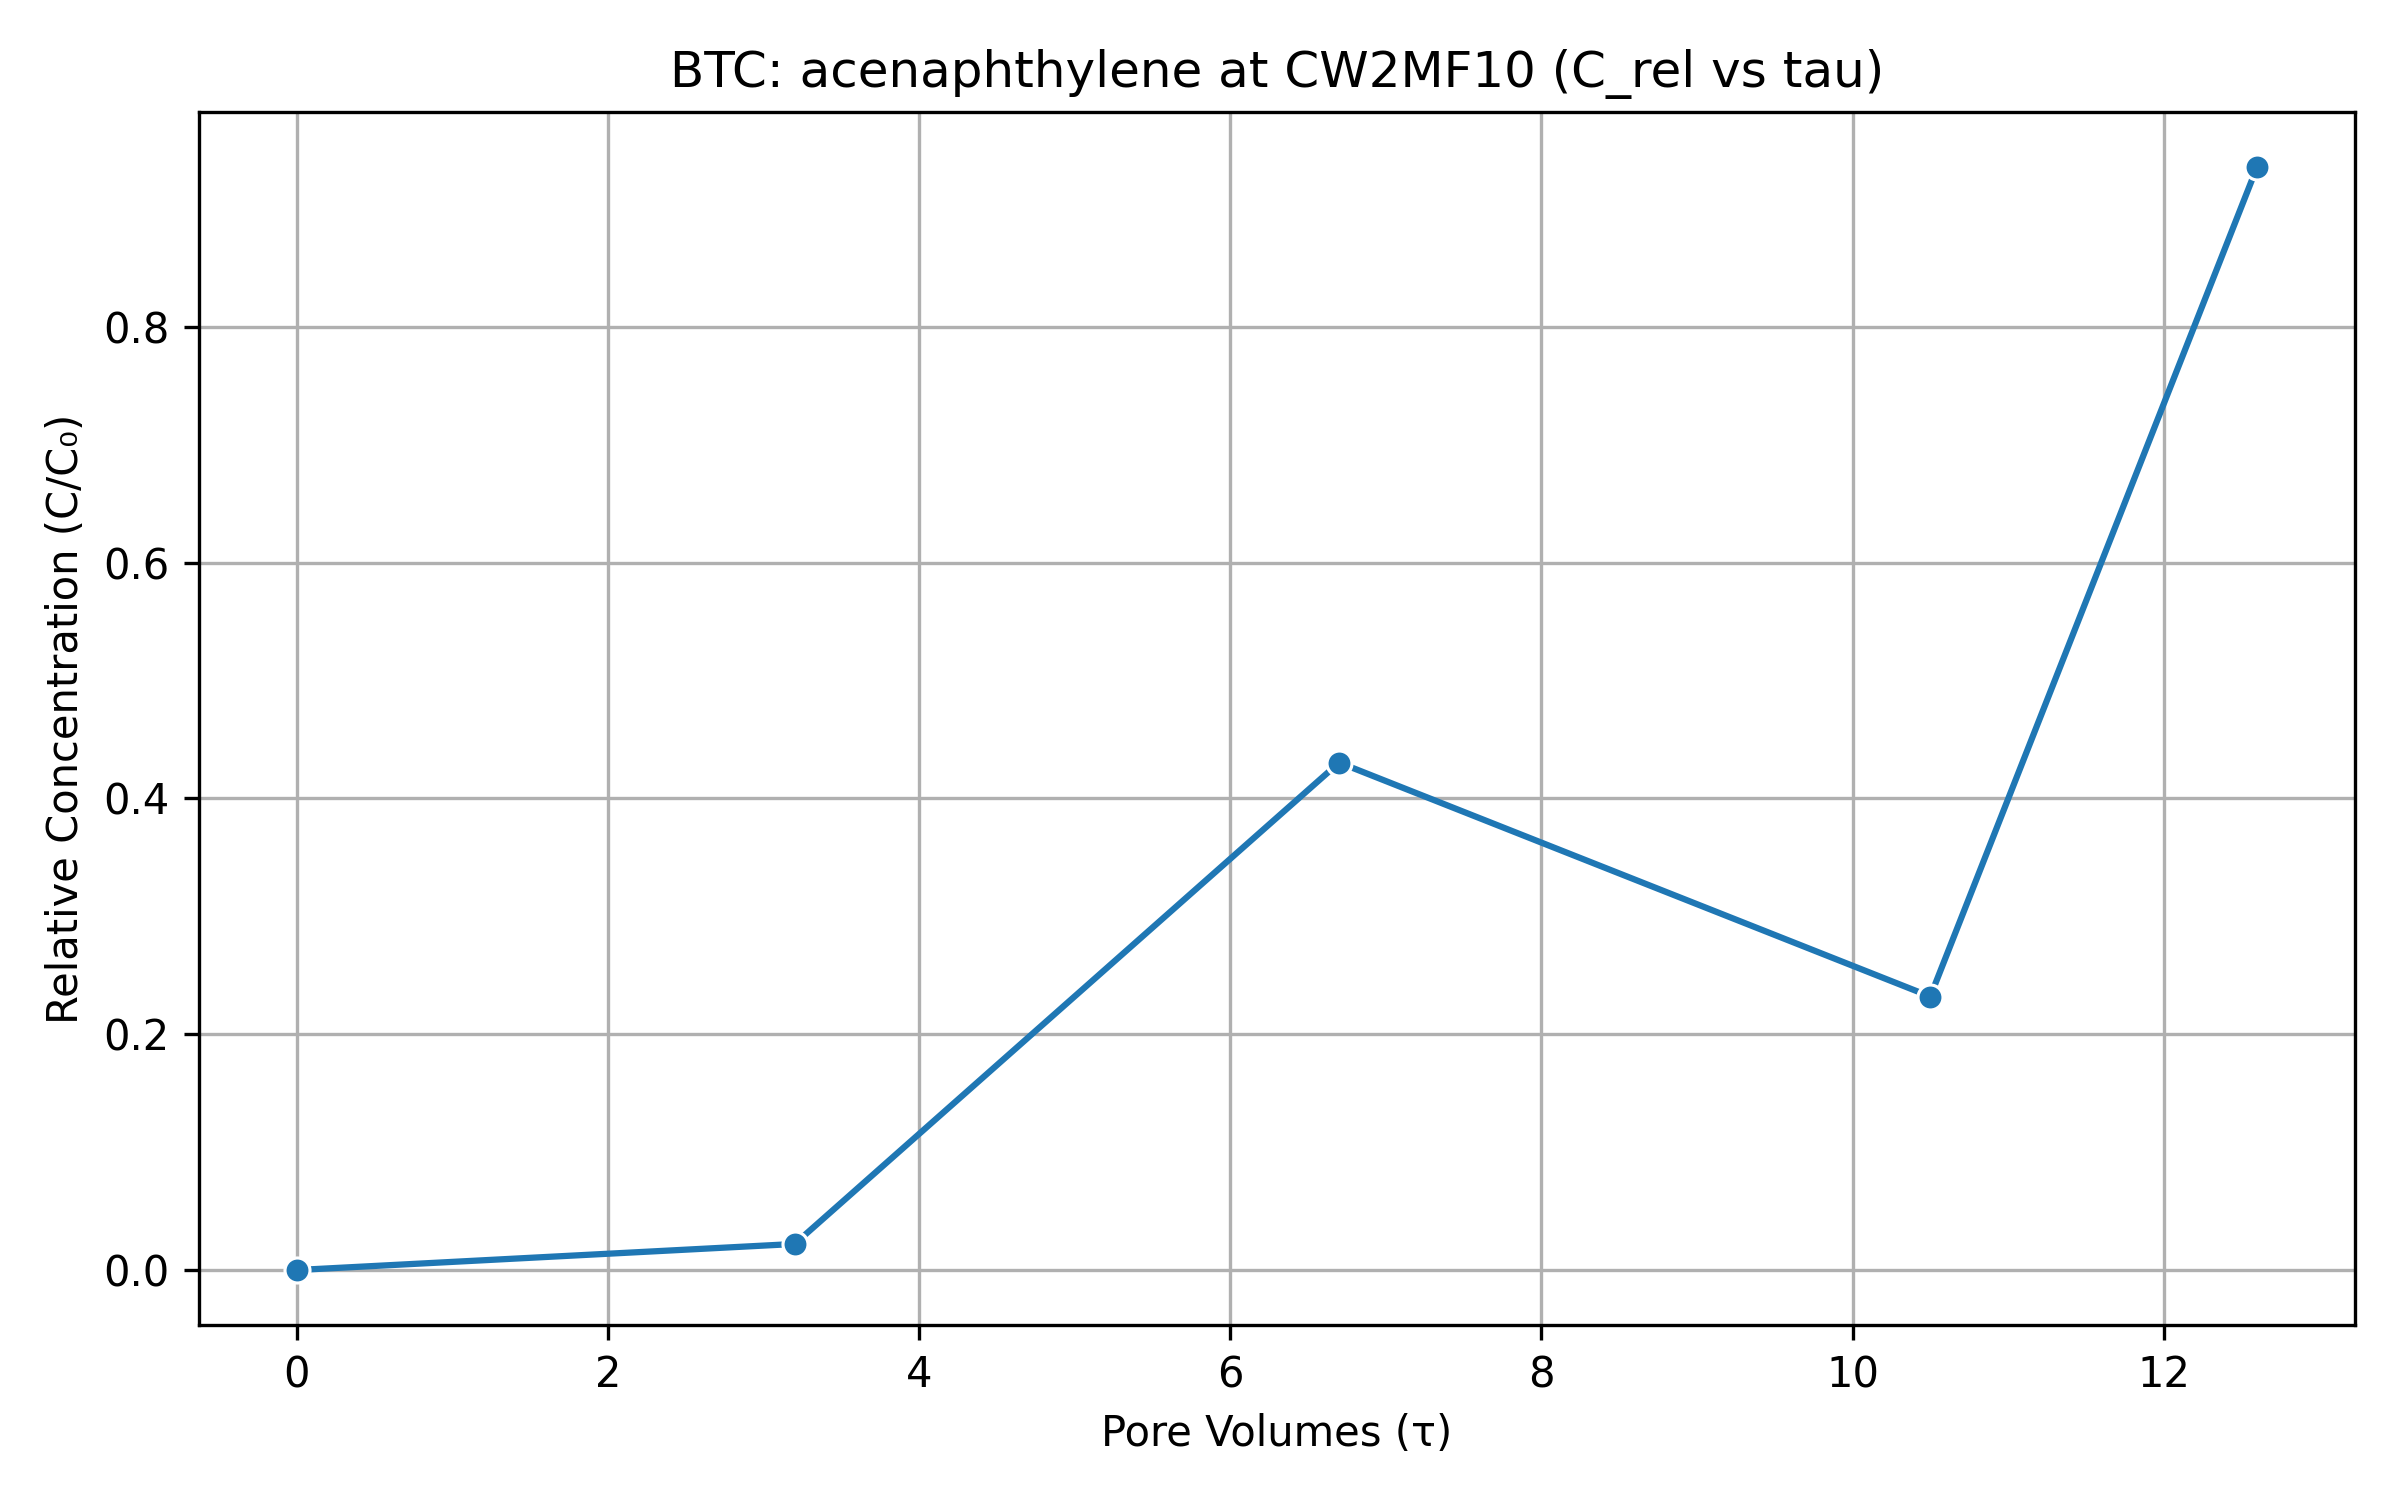 BTC: acenaphthylene at CW2MF10 (C_rel vs tau)
Relative Concentration (C/C₀)
0.8
0.6
0.4
0.2
0.0
0 2 4 6 8 10 12
Pore Volumes (τ)